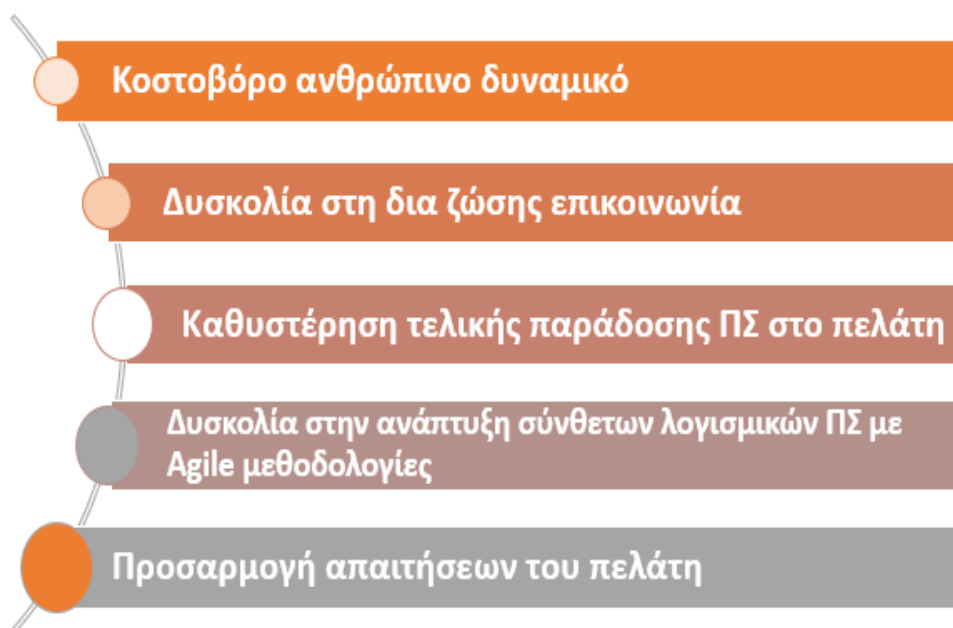 Κοστοβόρο ανθρώπινο δυναμικό
Δυσκολία στη δια ζώσης επικοινωνία
Καθυστέρηση τελικής παράδοσης ΠΣ στο πελάτη
Δυσκολία στην ανάπτυξη σύνθετων λογισμικών ΠΣ με
Agile μεθοδολογίες
Προσαρμογή απαιτήσεων του πελάτη